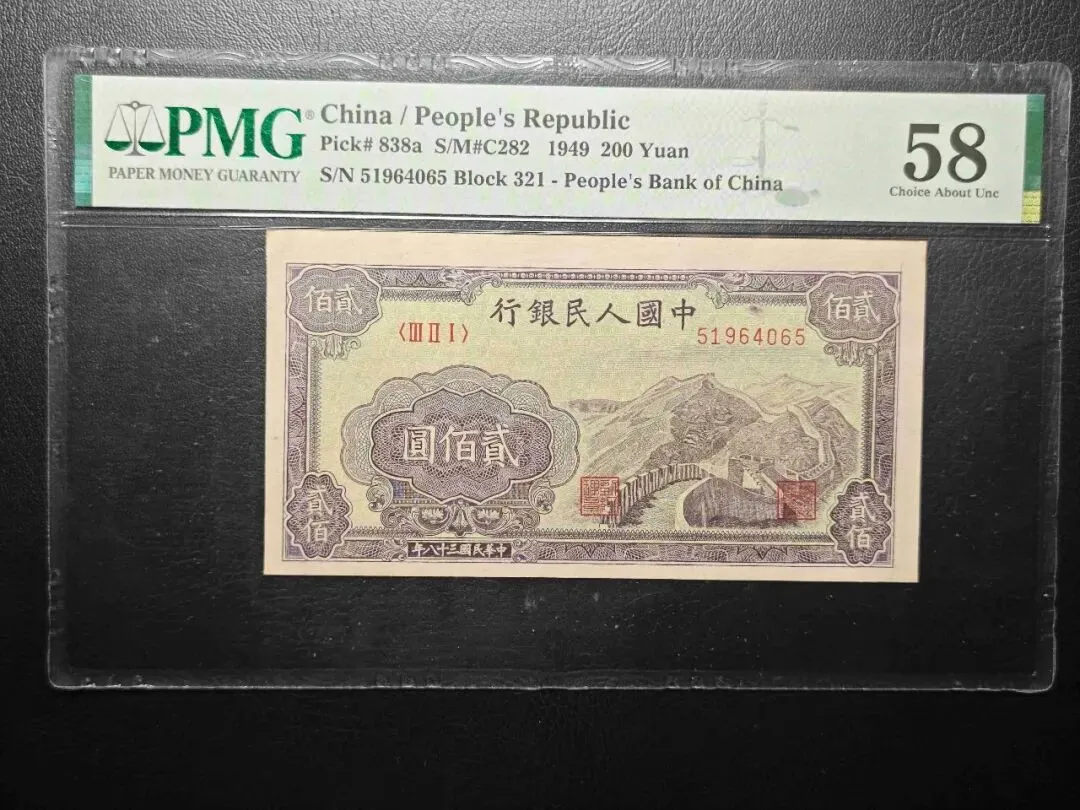 PMG®
PAPER MONEY GUARANTY
China / People's Republic
Pick# 838a S/M#C282 1949 200 Yuan
S/N 51964065 Block 321 - People's Bank of China
58
Choice About Unc
貳佰
中國人民銀行
貳佰
〈III II I〉
51964065
貳佰圓
貳佰
貳佰
中華民國三十八年